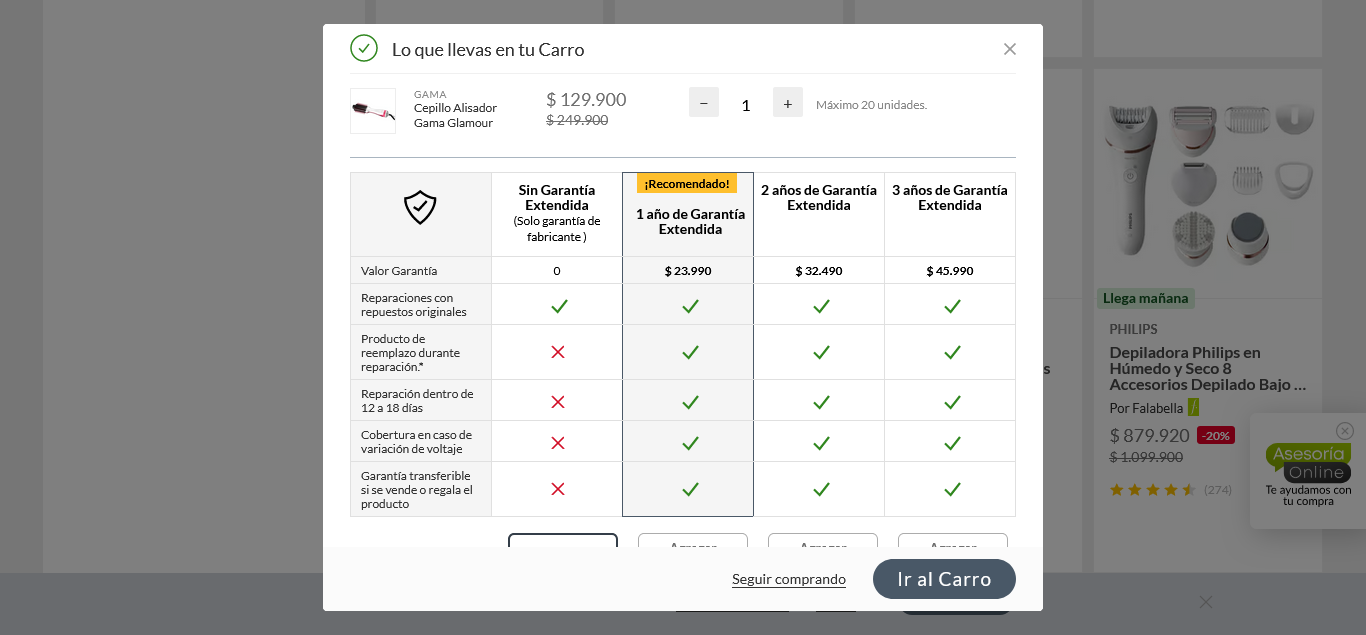 Lo que llevas en tu Carro
GAMA
Cepillo Alisador
Gama Glamour
$ 129.900
$ 249.900
−
1
+
Máximo 20 unidades.
Sin Garantía
Extendida
(Solo garantía de
fabricante )
¡Recomendado!
1 año de Garantía
Extendida
2 años de Garantía
Extendida
3 años de Garantía
Extendida
Valor Garantía
0
$ 23.990
$ 32.490
$ 45.990
Reparaciones con
repuestos originales
Producto de
reemplazo durante
reparación.*
Reparación dentro de
12 a 18 días
Cobertura en caso de
variación de voltaje
Garantía transferible
si se vende o regala el
producto
Agregar
Agregar
Agregar
Seguir comprando
Ir al Carro
Llega mañana
PHILIPS
Depiladora Philips en
Húmedo y Seco 8
Accesorios Depilado Bajo ...
Por Falabella
$ 879.920
-20%
$ 1.099.900
(274)
Asesoría
Online
Te ayudamos con
tu compra